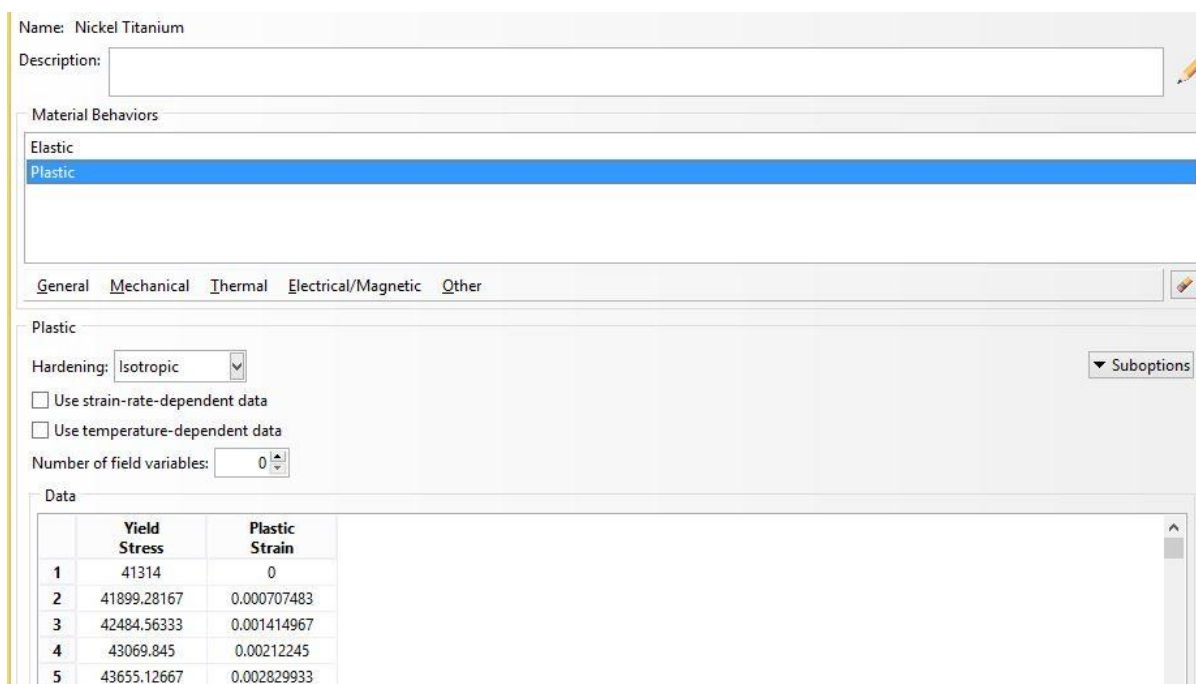 Name: Nickel Titanium
Description:
Material Behaviors
Elastic
Plastic
General Mechanical Thermal Electrical/Magnetic Other
Plastic
Hardening: Isotropic
Suboptions
Use strain-rate-dependent data
Use temperature-dependent data
Number of field variables: 0
Data
Yield Plastic
Stress Strain
1 41314 0
2 41899.28167 0.000707483
3 42484.56333 0.001414967
4 43069.845 0.00212245
5 43655.12667 0.002829933